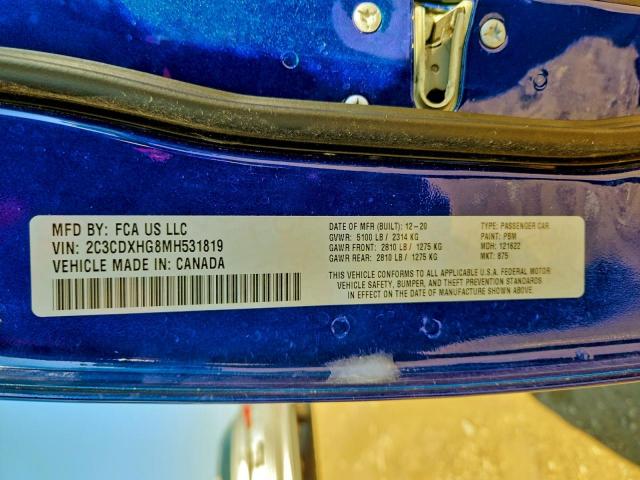 MFD BY: FCA US LLC
VIN: 2C3CDXHG8MH531819
VEHICLE MADE IN: CANADA
DATE OF MFR (BUILT): 12-20
GVWR: 5100 LB / 2314 KG
GAWR FRONT: 2810 LB / 1275 KG
GAWR REAR: 2810 LB / 1275 KG
TYPE: PASSENGER CAR
PAINT: PBM
MDH: 121622
MKT: 875
THIS VEHICLE CONFORMS TO ALL APPLICABLE U.S.A. FEDERAL MOTOR
VEHICLE SAFETY, BUMPER, AND THEFT PREVENTION STANDARDS
IN EFFECT ON THE DATE OF MANUFACTURE SHOWN ABOVE.